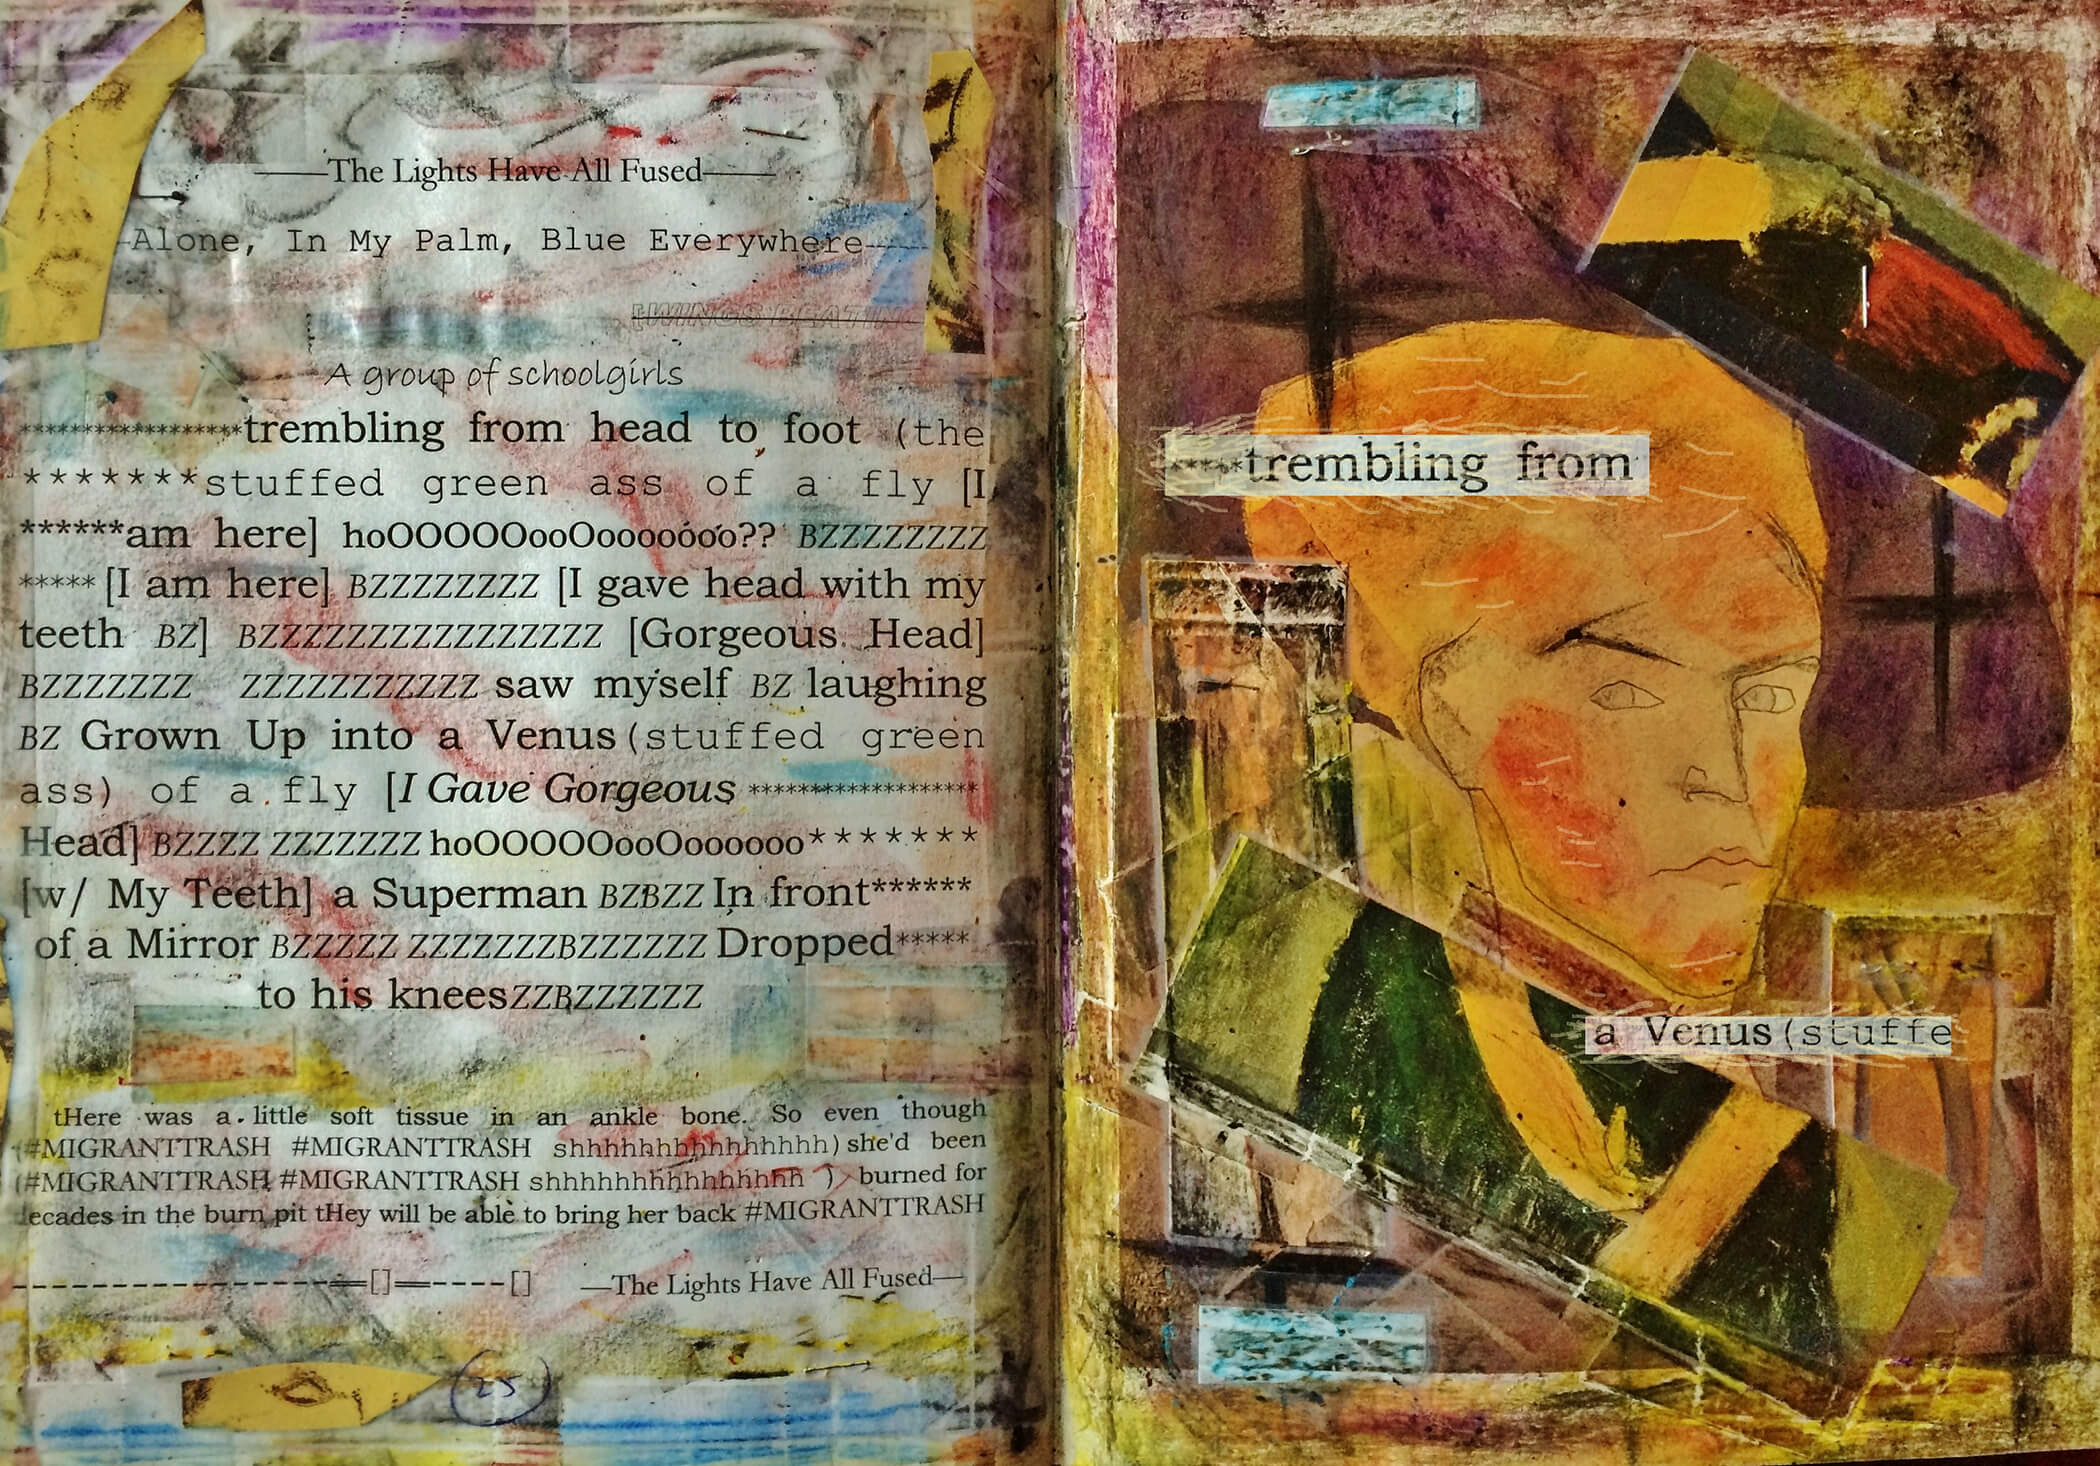 ——The Lights Have All Fused——
-Alone, In My Palm, Blue Everywhere--
[WINGS BEATING
A group of schoolgirls
******************trembling from head to foot (the
*******stuffed green ass of a fly [I
******am here] hoOOOOOooOooooooo?? BZZZZZZZZZ
***** [I am here] BZZZZZZZZ [I gave head with my
teeth BZ] BZZZZZZZZZZZZZZZZ [Gorgeous Head]
BZZZZZZZ ZZZZZZZZZZZ saw myself BZ laughing
BZ Grown Up into a Venus(stuffed green
ass) of a fly [I Gave Gorgeous *******************
Head] BZZZZ ZZZZZZZ hoOOOOOooOooooooo*******
[w/ My Teeth] a Superman BZBZZ In front******
of a Mirror BZZZZZ ZZZZZZZBZZZZZZ Dropped*****
to his kneesZZBZZZZZZ
tHere was a little soft tissue in an ankle bone. So even though
(#MIGRANTTRASH #MIGRANTTRASH shhhhhhhhhhhhhhhh) she'd been
(#MIGRANTTRASH #MIGRANTTRASH shhhhhhhhhhhhhhhh ) burned for
decades in the burn pit tHey will be able to bring her back #MIGRANTTRASH
-------------------==[]==----[] —The Lights Have All Fused—
25
*****trembling from
a Venus(stuffe